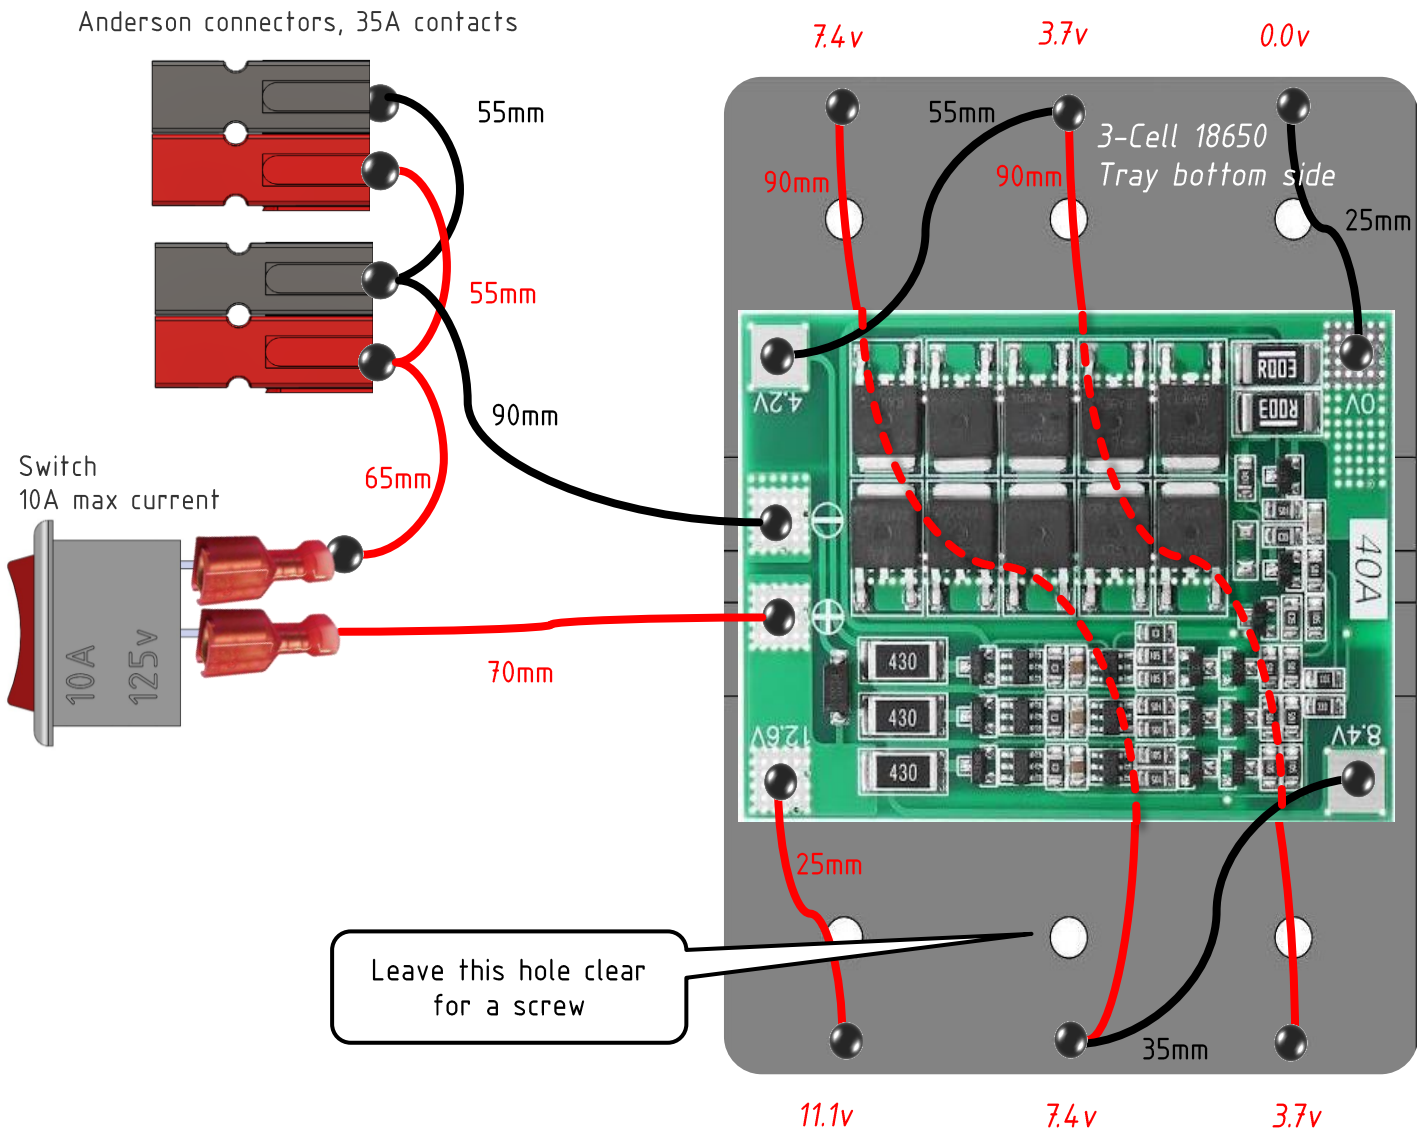 Anderson connectors, 35A contacts
7.4v
3.7v
0.0v
55mm
55mm
3-Cell 18650
Tray bottom side
90mm
90mm
25mm
55mm
R003
R003
4.2V
0V
90mm
65mm
Switch
10A max current
40A
10A
125v
70mm
430
430
430
12.6V
8.4V
25mm
Leave this hole clear
for a screw
35mm
11.1v
7.4v
3.7v